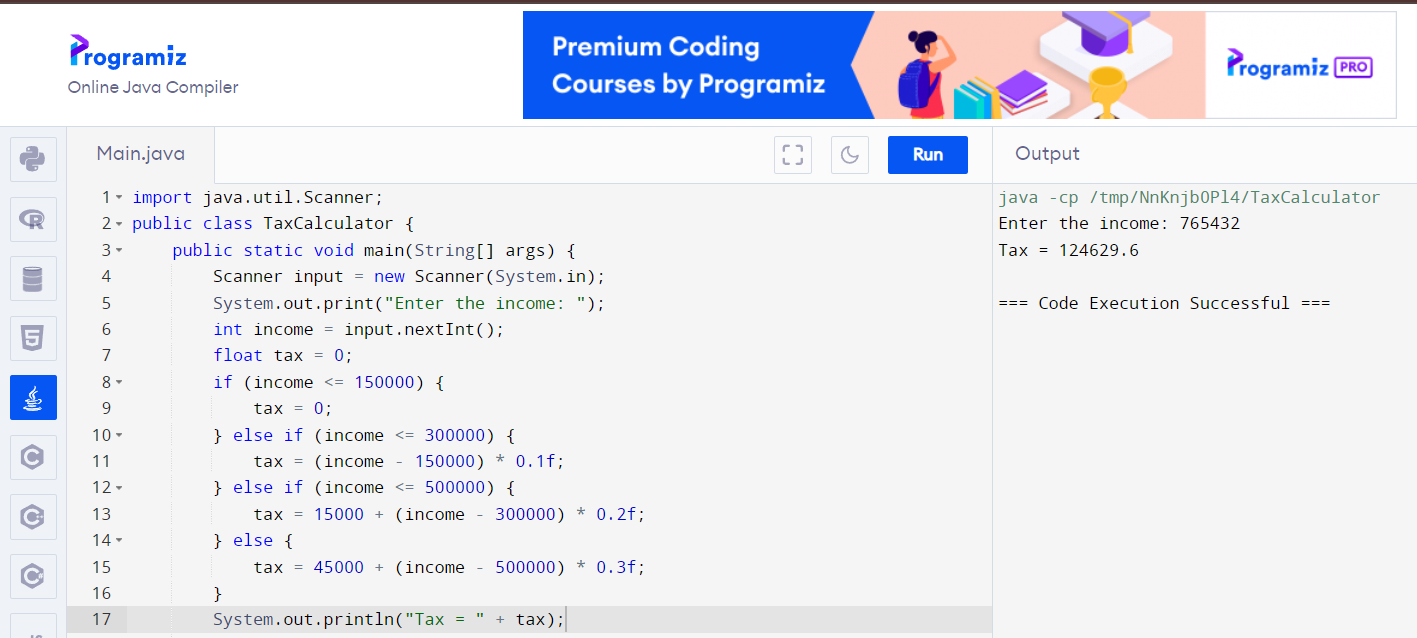 Programiz
Online Java Compiler
Premium Coding
Courses by Programiz
Programiz PRO
Main.java
Run
Output
1 import java.util.Scanner;
2 public class TaxCalculator {
3 public static void main(String[] args) {
4 Scanner input = new Scanner(System.in);
5 System.out.print("Enter the income: ");
6 int income = input.nextInt();
7 float tax = 0;
8 if (income <= 150000) {
9 tax = 0;
10 } else if (income <= 300000) {
11 tax = (income - 150000) * 0.1f;
12 } else if (income <= 500000) {
13 tax = 15000 + (income - 300000) * 0.2f;
14 } else {
15 tax = 45000 + (income - 500000) * 0.3f;
16 }
17 System.out.println("Tax = " + tax);
java -cp /tmp/NnKnjb0Pl4/TaxCalculator
Enter the income: 765432
Tax = 124629.6
=== Code Execution Successful ===